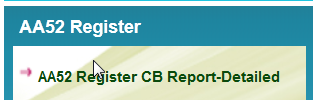 AA52 Register
AA52 Register CB Report-Detailed